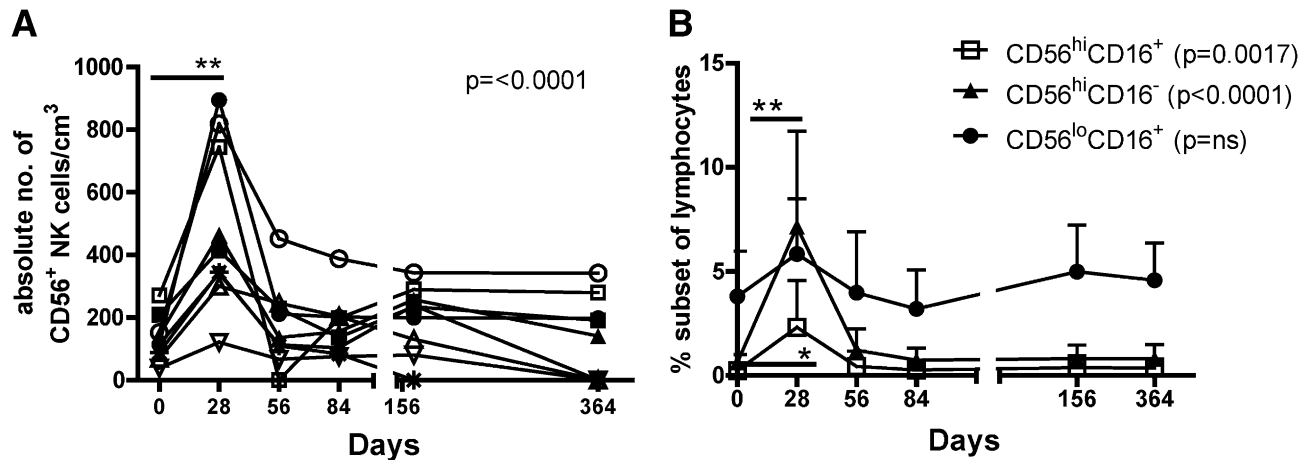 A
absolute no. of
CD56⁺ NK cells/cm³
1000
800
600
400
200
0
**
p=<0.0001
0 28 56 84 156 364
Days
B
% subset of lymphocytes
15
10
5
0
**
*
CD56ʰⁱCD16⁺ (p=0.0017)
CD56ʰⁱCD16⁻ (p<0.0001)
CD56ˡᵒCD16⁺ (p=ns)
0 28 56 84 156 364
Days